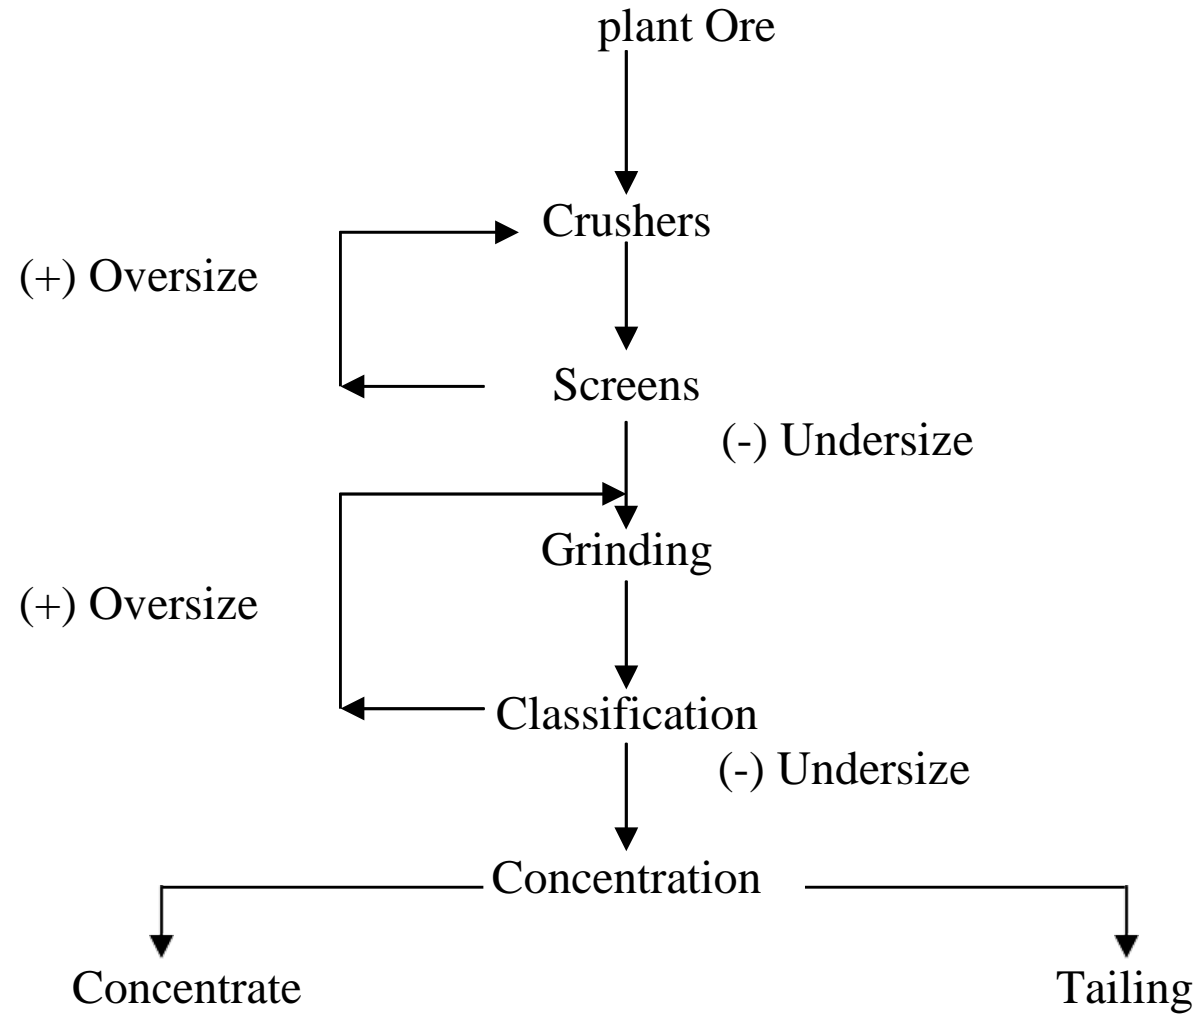 plant Ore
Crushers
(+) Oversize
Screens
(-) Undersize
Grinding
(+) Oversize
Classification
(-) Undersize
Concentration
Concentrate
Tailing